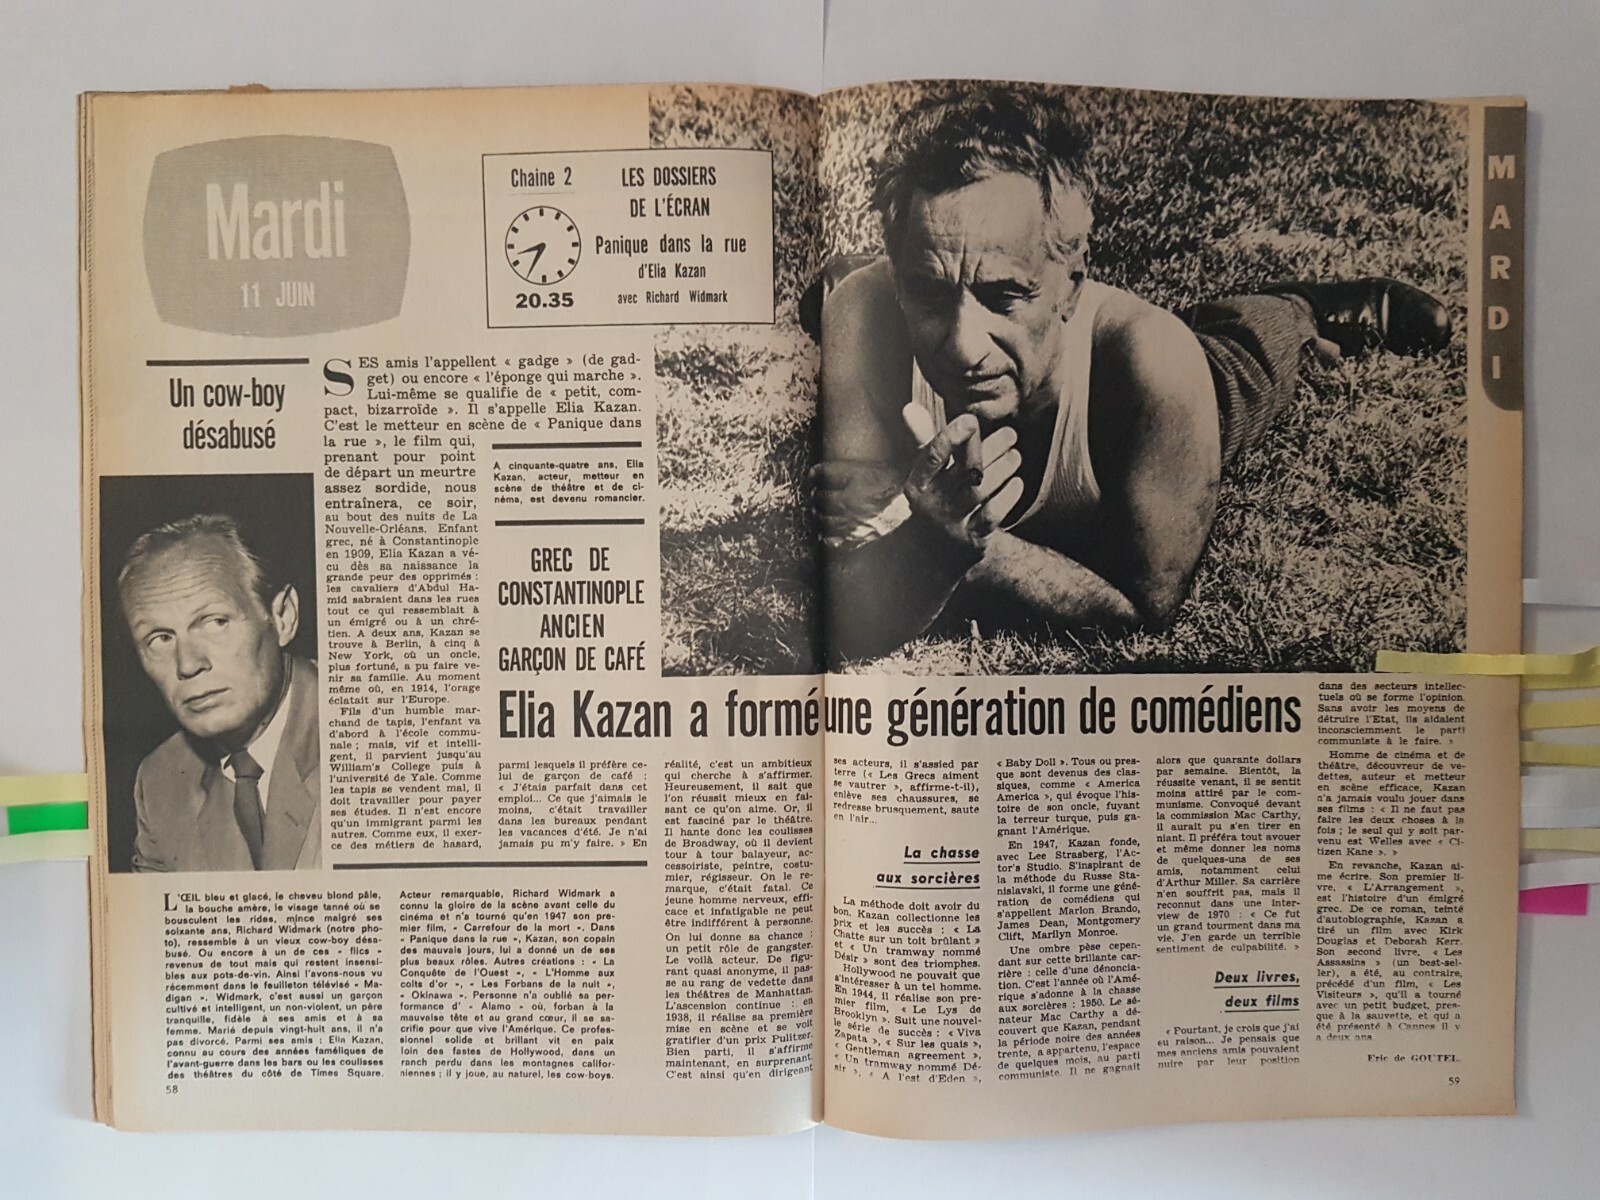 Mardi
11 JUIN
Chaine 2
20.35
LES DOSSIERS
DE L'ÉCRAN
Panique dans la rue
d'Elia Kazan
avec Richard Widmark
MARDI
Un cow-boy
désabusé
SES amis l'appellent « gadge » (de gad-
get) ou encore « l'éponge qui marche ».
Lui-même se qualifie de « petit, com-
pact, bizarroïde ». Il s'appelle Elia Kazan.
C'est le metteur en scène de « Panique dans
la rue », le film qui,
prenant pour point
de départ un meurtre
assez sordide, nous
entraînera, ce soir,
au bout des nuits de La
Nouvelle-Orléans. Enfant
grec, né à Constantinople
en 1909, Elia Kazan a vé-
cu dès sa naissance la
grande peur des opprimés :
les cavaliers d'Abdul Ha-
mid sabraient dans les rues
tout ce qui ressemblait à
un émigré ou à un chré-
tien. A deux ans, Kazan se
trouve à Berlin, à cinq à
New York, où un oncle,
plus fortuné, a pu faire ve-
nir sa famille. Au moment
même où, en 1914, l'orage
éclatait sur l'Europe.
Fils d'un humble mar-
chand de tapis, l'enfant va
d'abord à l'école commu-
nale ; mais, vif et intelli-
gent, il parvient jusqu'au
William's College puis à
l'université de Yale. Comme
les tapis se vendent mal, il
doit travailler pour payer
ses études. Il n'est encore
qu'un immigrant parmi les
autres. Comme eux, il exer-
ce des métiers de hasard,
A cinquante-quatre ans, Elia
Kazan, acteur, metteur en
scène de théâtre et de ci-
néma, est devenu romancier.
GREC DE
CONSTANTINOPLE
ANCIEN
GARÇON DE CAFÉ
Elia Kazan a formé une génération de comédiens
parmi lesquels il préfère ce-
lui de garçon de café :
« J'étais parfait dans cet
emploi... Ce que j'aimais le
moins, c'était travailler
dans les bureaux pendant
les vacances d'été. Je n'ai
jamais pu m'y faire. » En
réalité, c'est un ambitieux
qui cherche à s'affirmer.
Heureusement, il sait que
l'on réussit mieux en fai-
sant ce qu'on aime. Or, il
est fasciné par le théâtre.
Il hante donc les coulisses
de Broadway, où il devient
tour à tour balayeur, ac-
cessoiriste, peintre, costu-
mier, régisseur. On le re-
marque, c'était fatal. Ce
jeune homme nerveux, effi-
cace et infatigable ne peut
être indifférent à personne.
On lui donne sa chance :
un petit rôle de gangster.
Le voilà acteur. De figu-
rant quasi anonyme, il pas-
se au rang de vedette dans
les théâtres de Manhattan.
L'ascension continue : en
1938, il réalise sa première
mise en scène et se voit
gratifier d'un prix Pulitzer.
Bien parti, il s'affirme
maintenant, en surprenant.
C'est ainsi qu'en dirigeant
ses acteurs, il s'assied par
terre (« Les Grecs aiment
se vautrer », affirme-t-il),
enlève ses chaussures, se
redresse brusquement, saute
en l'air...
La chasse
aux sorcières
La méthode doit avoir du
bon. Kazan collectionne les
prix et les succès : « La
Chatte sur un toit brûlant »
et « Un tramway nommé
Désir » sont des triomphes.
Hollywood ne pouvait que
s'intéresser à un tel homme.
En 1944, il réalise son pre-
mier film, « Le Lys de
Brooklyn ». Suit une nouvel-
le série de succès : « Viva
Zapata », « Sur les quais »,
« Gentleman agreement »,
« Un tramway nommé Dé-
sir », « A l'est d'Eden »,
« Baby Doll ». Tous ou pres-
que sont devenus des clas-
siques, comme « America
America », qui évoque l'his-
toire de son oncle, fuyant
la terreur turque, puis ga-
gnant l'Amérique.
En 1947, Kazan fonde,
avec Lee Strasberg, l'Ac-
tor's Studio. S'inspirant de
la méthode du Russe Sta-
nislavski, il forme une géné-
ration de comédiens qui
s'appellent Marlon Brando,
James Dean, Montgomery
Clift, Marilyn Monroe.
Une ombre pèse cepen-
dant sur cette brillante car-
rière : celle d'une dénoncia-
tion. C'est l'année où l'Amé-
rique s'adonne à la chasse
aux sorcières : 1950. Le sé-
nateur Mac Carthy a dé-
couvert que Kazan, pendant
la période noire des années
trente, a appartenu, l'espace
de quelques mois, au parti
communiste. Il ne gagnait
alors que quarante dollars
par semaine. Bientôt, la
réussite venant, il se sentit
moins attiré par le com-
munisme. Convoqué devant
la commission Mac Carthy,
il aurait pu s'en tirer en
niant. Il préféra tout avouer
et même donner les noms
de quelques-uns de ses
amis, notamment celui
d'Arthur Miller. Sa carrière
n'en souffrit pas, mais il
reconnut dans une inter-
view de 1970 : « Ce fut
un grand tourment dans ma
vie. J'en garde un terrible
sentiment de culpabilité. »
Deux livres,
deux films
« Pourtant, je crois que j'ai
eu raison... Je pensais que
mes anciens amis pouvaient
nuire par leur position
dans des secteurs intellec-
tuels où se forme l'opinion.
Sans avoir les moyens de
détruire l'Etat, ils aidaient
inconsciemment le parti
communiste à le faire. »
Homme de cinéma et de
théâtre, découvreur de ve-
dettes, auteur et metteur
en scène efficace, Kazan
n'a jamais voulu jouer dans
ses films : « Il ne faut pas
faire les deux choses à la
fois ; le seul qui y soit par-
venu est Welles avec « Ci-
tizen Kane ». »
En revanche, Kazan ai-
me écrire. Son premier li-
vre, « L'Arrangement »,
est l'histoire d'un émigré
grec. De ce roman, teinté
d'autobiographie, Kazan a
tiré un film avec Kirk
Douglas et Deborah Kerr.
Son second livre, « Les
Assassins » (un best-sel-
ler), a été, au contraire,
précédé d'un film, « Les
Visiteurs », qu'il a tourné
avec un petit budget, pres-
que à la sauvette, et qui a
été présenté à Cannes il y
a deux ans.
Eric de GOUTEL.
L'ŒIL bleu et glacé, le cheveu blond pâle,
la bouche amère, le visage tanné où se
bousculent les rides, mince malgré ses
soixante ans, Richard Widmark (notre pho-
to), ressemble à un vieux cow-boy désa-
busé. Ou encore à un de ces « flics »
revenus de tout mais qui restent insensi-
bles aux pots-de-vin. Ainsi l'avons-nous vu
récemment dans le feuilleton télévisé « Ma-
digan ». Widmark, c'est aussi un garçon
cultivé et intelligent, un non-violent, un père
tranquille, fidèle à ses amis et à sa
femme. Marié depuis vingt-huit ans, il n'a
pas divorcé. Parmi ses amis : Elia Kazan,
connu au cours des années faméliques de
l'avant-guerre dans les bars ou les coulisses
des théâtres du côté de Times Square.
Acteur remarquable, Richard Widmark a
connu la gloire de la scène avant celle du
cinéma et n'a tourné qu'en 1947 son pre-
mier film, « Carrefour de la mort ». Dans
« Panique dans la rue », Kazan, son copain
des mauvais jours, lui a donné un de ses
plus beaux rôles. Autres créations : « La
Conquête de l'Ouest », « L'Homme aux
colts d'or », « Les Forbans de la nuit »,
« Okinawa ». Personne n'a oublié sa per-
formance d' « Alamo » où, forban à la
mauvaise tête et au grand cœur, il se sa-
crifie pour que vive l'Amérique. Ce profes-
sionnel solide et brillant vit en paix
loin des fastes de Hollywood, dans un
ranch perdu dans les montagnes califor-
niennes ; il y joue, au naturel, les cow-boys.
58
59